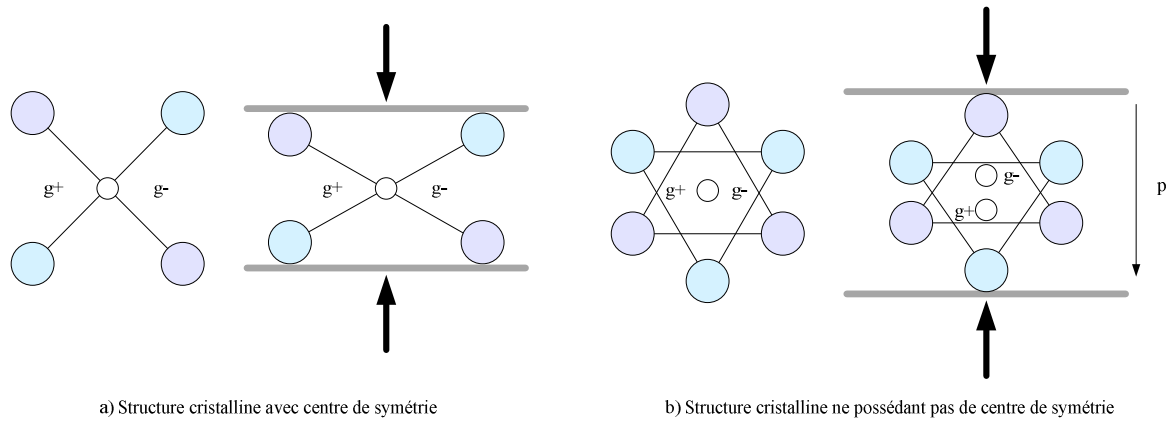 g+ g-
g+ g-
g+ g-
g-
g+
p
a) Structure cristalline avec centre de symétrie
b) Structure cristalline ne possédant pas de centre de symétrie